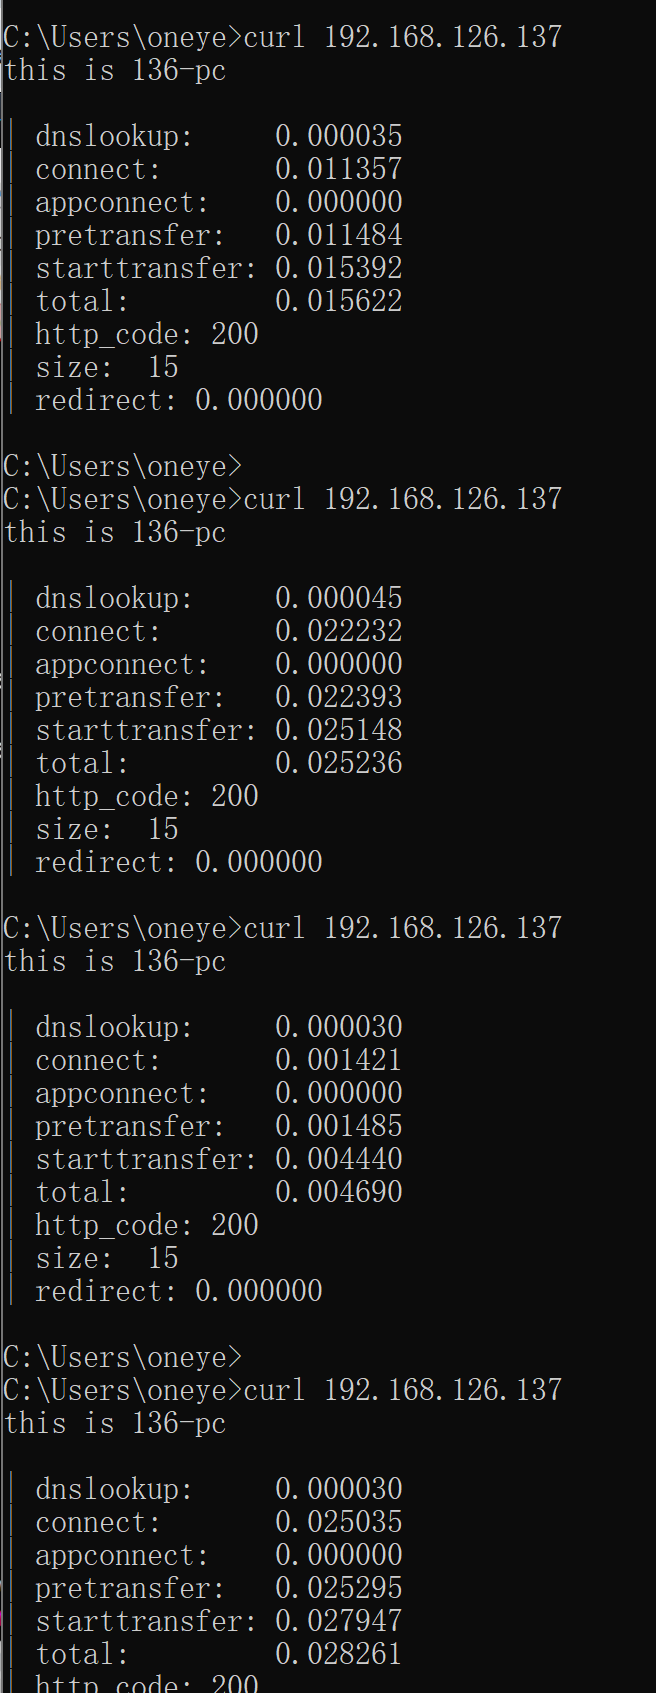 C:\Users\oneye>curl 192.168.126.137
this is 136-pc
| dnslookup:     0.000035
| connect:       0.011357
| appconnect:    0.000000
| pretransfer:   0.011484
| starttransfer: 0.015392
| total:         0.015622
| http_code: 200
| size:  15
| redirect: 0.000000
C:\Users\oneye>
C:\Users\oneye>curl 192.168.126.137
this is 136-pc
| dnslookup:     0.000045
| connect:       0.022232
| appconnect:    0.000000
| pretransfer:   0.022393
| starttransfer: 0.025148
| total:         0.025236
| http_code: 200
| size:  15
| redirect: 0.000000
C:\Users\oneye>curl 192.168.126.137
this is 136-pc
| dnslookup:     0.000030
| connect:       0.001421
| appconnect:    0.000000
| pretransfer:   0.001485
| starttransfer: 0.004440
| total:         0.004690
| http_code: 200
| size:  15
| redirect: 0.000000
C:\Users\oneye>
C:\Users\oneye>curl 192.168.126.137
this is 136-pc
| dnslookup:     0.000030
| connect:       0.025035
| appconnect:    0.000000
| pretransfer:   0.025295
| starttransfer: 0.027947
| total:         0.028261
| http_code: 200